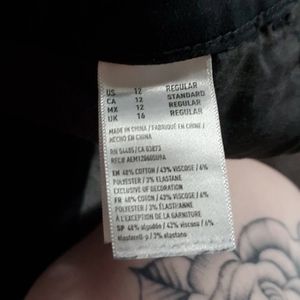 US 12 REGULAR
CA 12 STANDARD
MX 12 REGULAR
UK 16 REGULAR
MADE IN CHINA / FABRIQUÉ EN CHINE /
HECHO EN CHINA
RN 54485/CA 03873
EN 48% COTTON / 43% VISCOSE / 6%
POLYESTER / 3% ELASTANE
EXCLUSIVE OF DECORATION
FR 48% COTON / 43% VISCOSE / 6%
POLYESTER / 3% ÉLASTHANNE
À L'EXCEPTION DE LA GARNITURE
SP 48% algodón / 43% viscose / 6%
/ 3% elastano